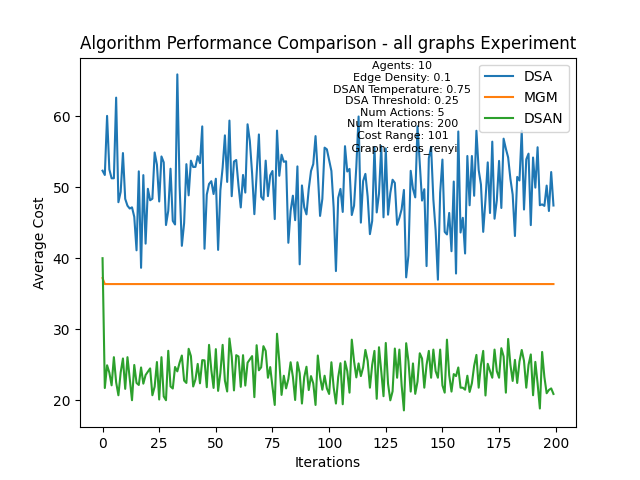 Algorithm Performance Comparison - all graphs Experiment
Agents: 10
Edge Density: 0.1
DSAN Temperature: 0.75
DSA Threshold: 0.25
Num Actions: 5
Num Iterations: 200
Cost Range: 101
Graph: erdos_renyi
DSA
MGM
DSAN
Average Cost
60
50
40
30
20
0 25 50 75 100 125 150 175 200
Iterations